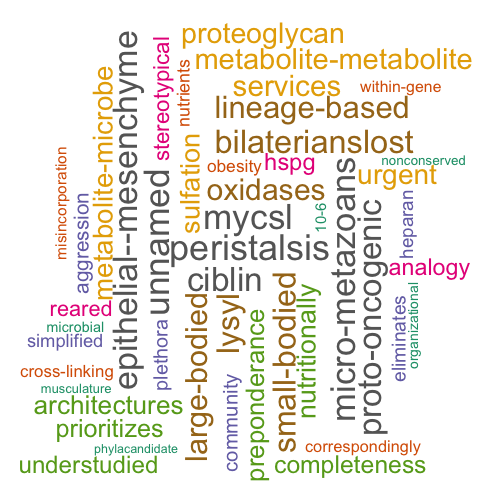 proteoglycan
metabolite-metabolite
services
within-gene
lineage-based
bilaterianslost
nonconserved
obesity
hspg
urgent
oxidases
mycsl
10-6
peristalsis
ciblin
analogy
epithelial--mesenchyme
stereotypical
nutrients
metabolite-microbe
misincorporation
sulfation
aggression
unnamed
micro-metazoans
proto-oncogenic
heparan
reared
microbial
simplified
plethora
large-bodied
lysyl
small-bodied
nutritionally
eliminates
organizational
cross-linking
musculature
architectures
prioritizes
community
preponderance
phylacandidate
correspondingly
understudied
completeness